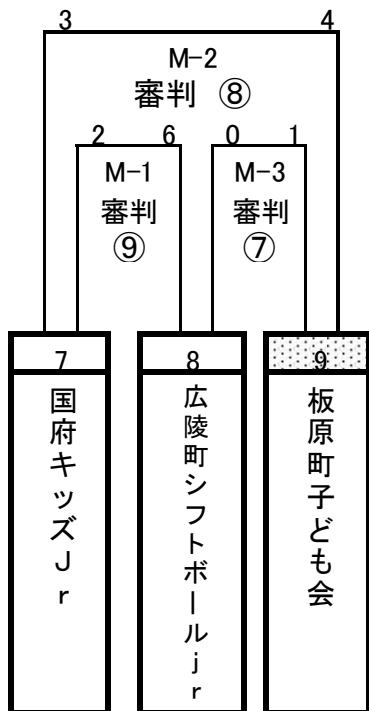 3 4
M-2
審判 ⑧
2 6 0 1
M-1 M-3
審判 審判
⑨ ⑦
7 8 9
国府キッズJr
広陵町シフトボールjr
板原町子ども会